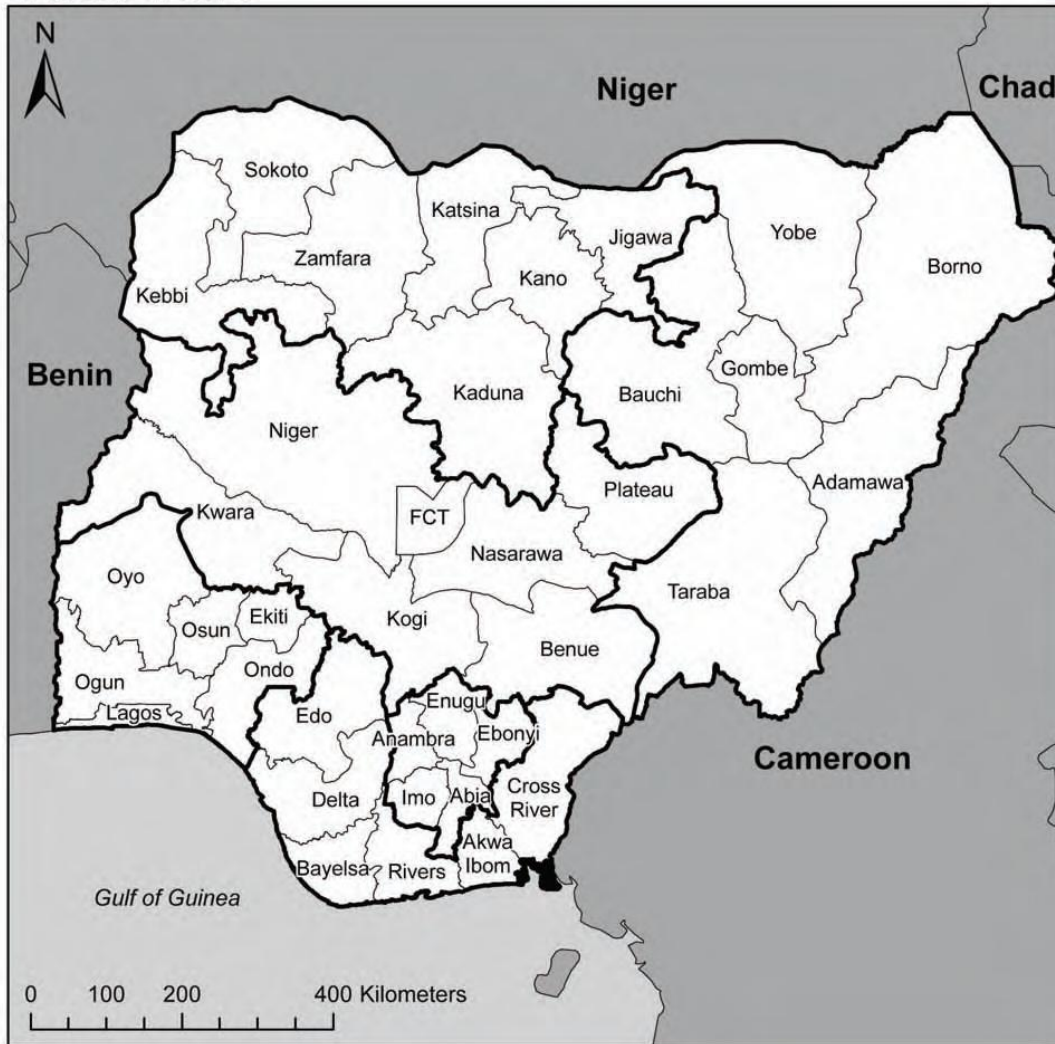 N
Niger
Chad
Sokoto
Katsina
Jigawa
Yobe
Zamfara
Borno
Kano
Kebbi
Benin
Gombe
Kaduna
Bauchi
Niger
Adamawa
Plateau
Kwara
FCT
Nasarawa
Oyo
Taraba
Ekiti
Kogi
Osun
Benue
Ondo
Ogun
Enugu
Lagos
Edo
Anambra
Ebonyi
Cameroon
Delta
Imo
Abia
Cross
River
Akwa
Ibom
Bayelsa
Rivers
Gulf of Guinea
0 100 200 400 Kilometers